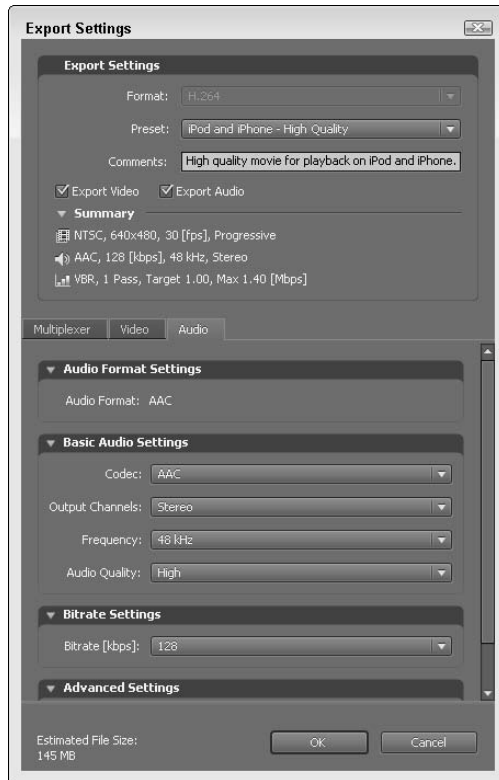 Export Settings
Export Settings
Format: H.264
Preset: iPod and iPhone - High Quality
Comments: High quality movie for playback on iPod and iPhone.
Export Video Export Audio
Summary
NTSC, 640x480, 30 [fps], Progressive
AAC, 128 [kbps], 48 kHz, Stereo
VBR, 1 Pass, Target 1.00, Max 1.40 [Mbps]
Multiplexer Video Audio
Audio Format Settings
Audio Format: AAC
Basic Audio Settings
Codec: AAC
Output Channels: Stereo
Frequency: 48 kHz
Audio Quality: High
Bitrate Settings
Bitrate [kbps]: 128
Advanced Settings
Estimated File Size:
145 MB
OK Cancel